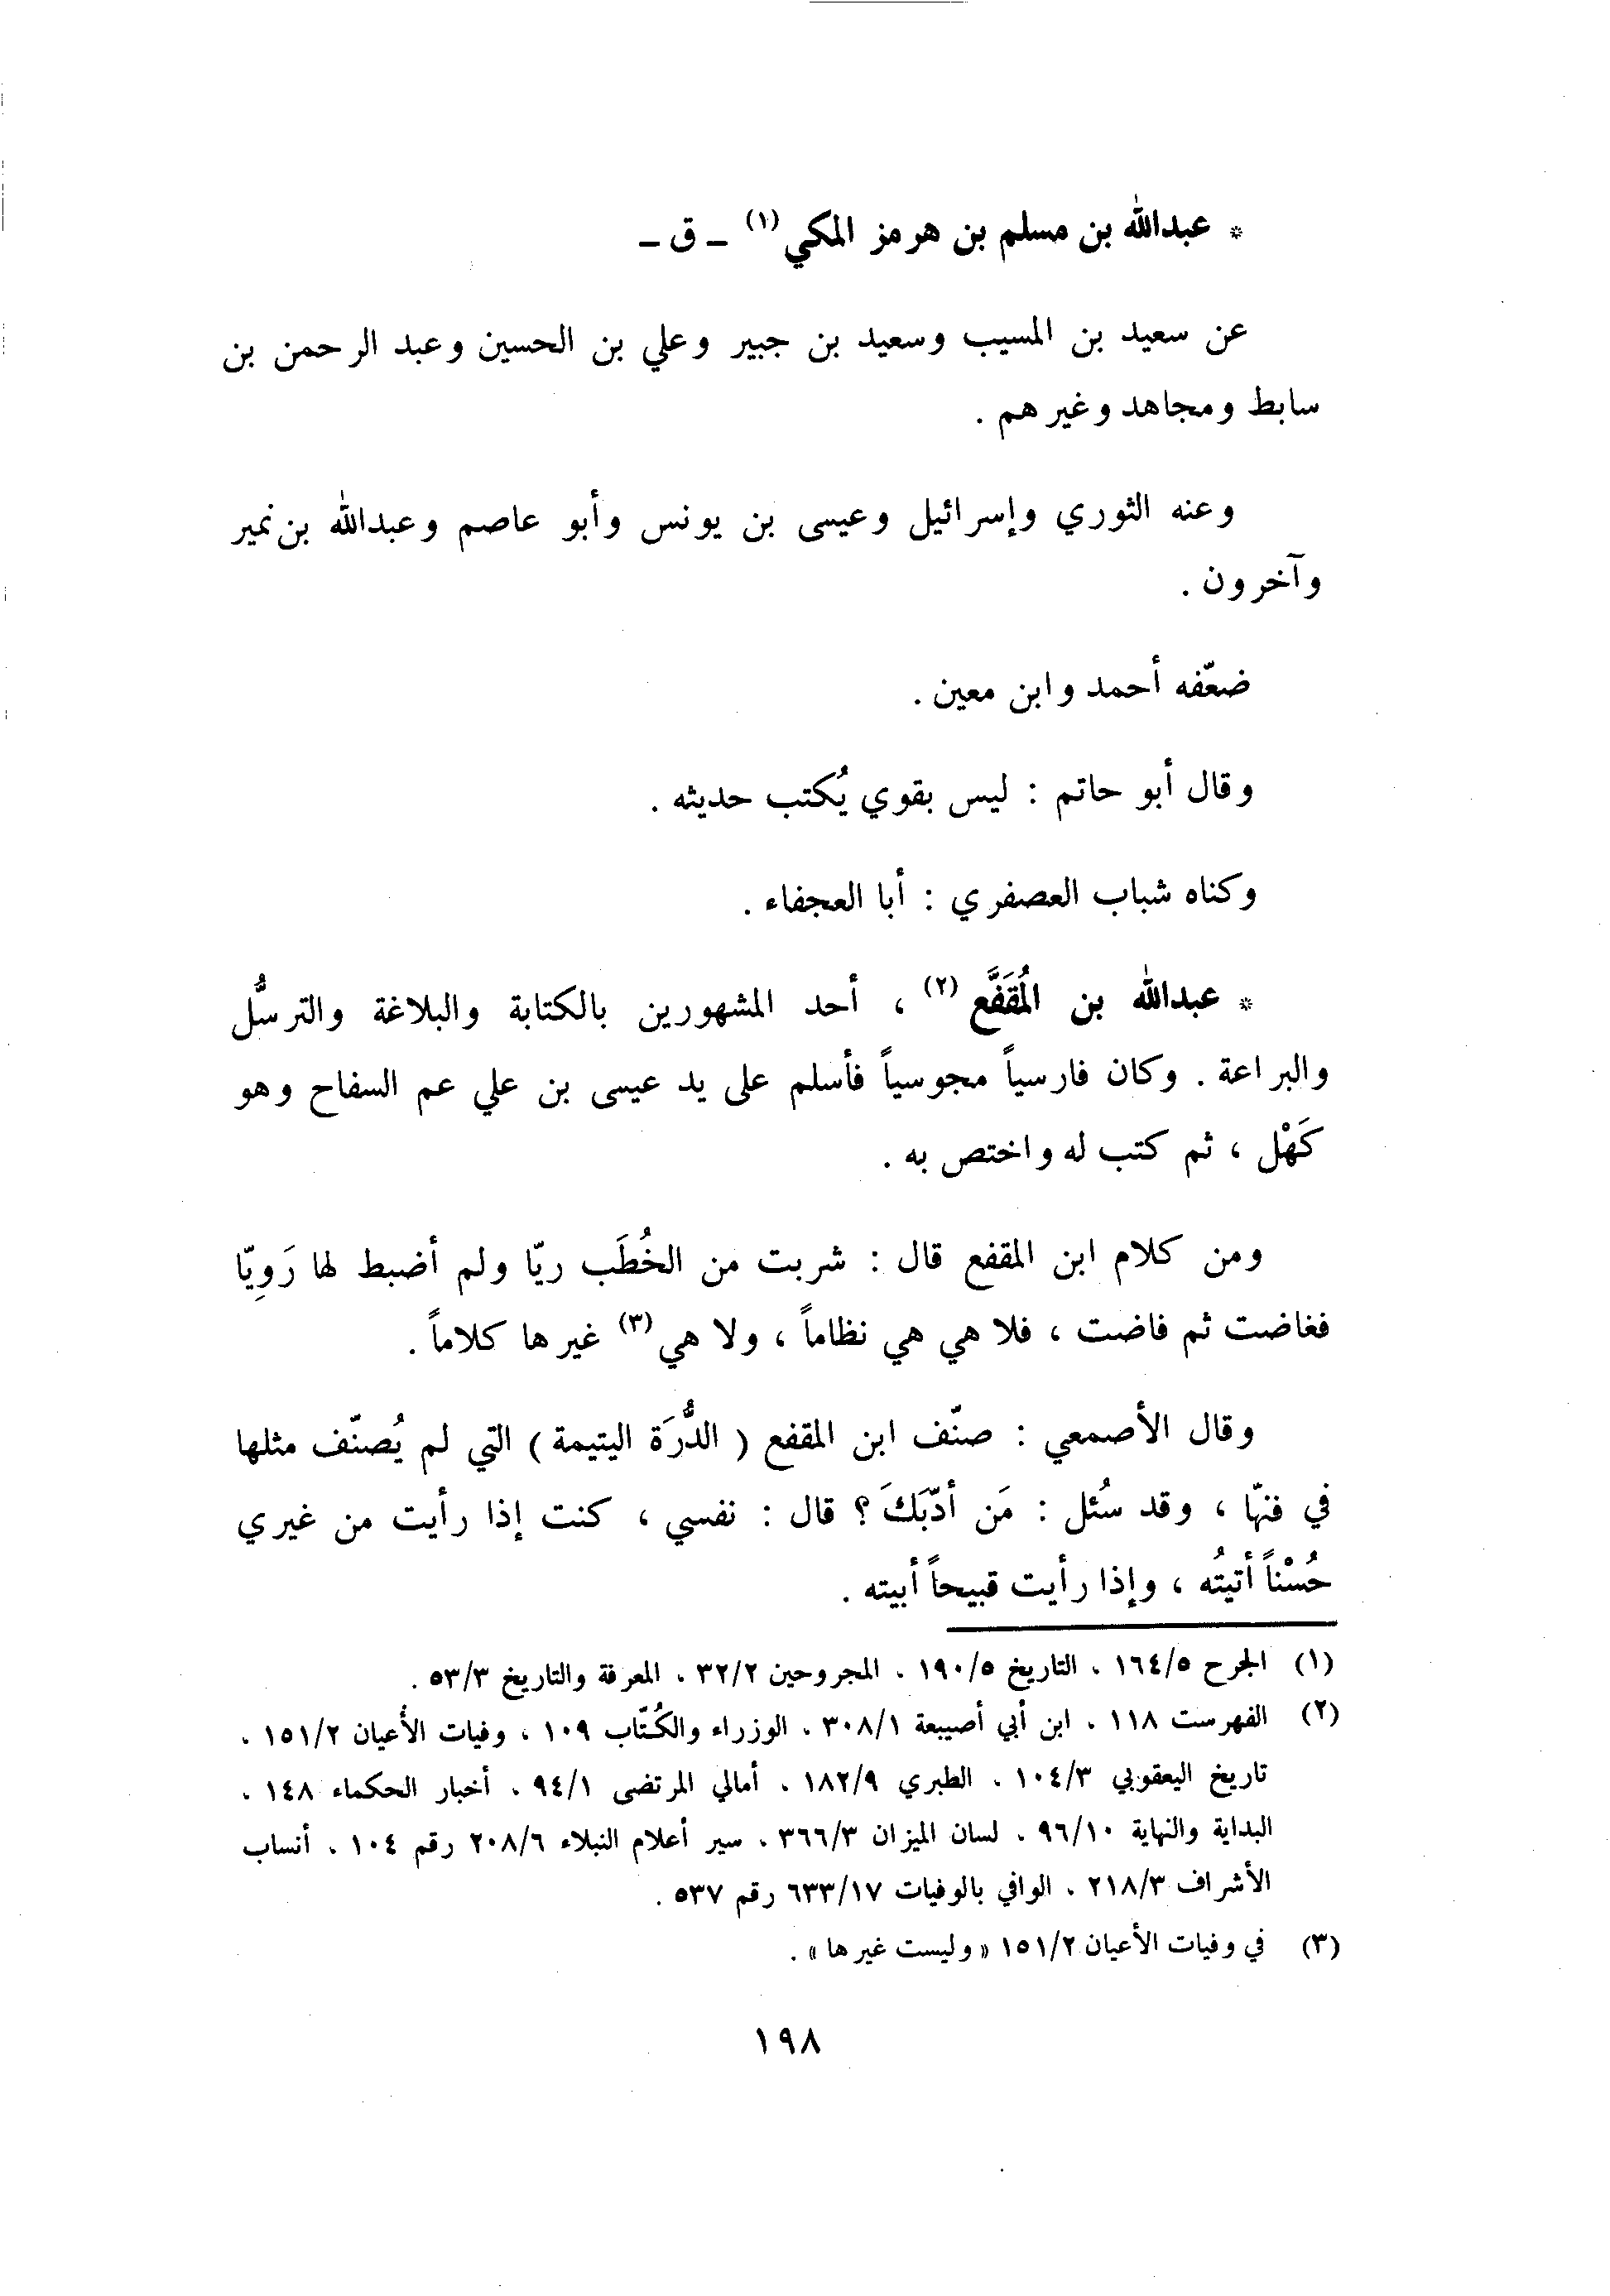 * عبدالله بن مسلم بن هرمز المكي (١) ـ ق ـ
عن سعيد بن المسيب وسعيد بن جبير وعلي بن الحسين وعبد الرحمن بن
سابط ومجاهد وغيرهم .
وعنه الثوري وإسرائيل وعيسى بن يونس وأبو عاصم وعبدالله بن نمير
وآخرون .
ضعّفه أحمد وابن معين .
وقال أبو حاتم : ليس بقوي يُكتب حديثه .
وكناه شباب العصفري : أبا العجفاء .
* عبدالله بن المُقَفَّع (٢) ، أحد المشهورين بالكتابة والبلاغة والترسُّل
والبراعة . وكان فارسياً مجوسياً فأسلم على يد عيسى بن علي عم السفاح وهو
كَهْل ، ثم كتب له واختص به .
ومن كلام ابن المقفع قال : شربت من الخُطَب ريّا ولم أضبط لها رَوِيّا
فغاضت ثم فاضت ، فلا هي هي نظاماً ، ولا هي (٣) غيرها كلاماً .
وقال الأصمعي : صنّف ابن المقفع ( الدُّرَة اليتيمة ) التي لم يُصنّف مثلها
في فنهّا ، وقد سُئل : مَن أدّبَكَ ؟ قال : نفسي ، كنت إذا رأيت من غيري
حُسْناً أتيتُه ، وإذا رأيت قبيحاً أبيته .
(١) الجرح ١٦٤/٥ ، التاريخ ١٩٠/٥ ، المجروحين ٣٢/٢ ، المعرفة والتاريخ ٥٣/٣ .
(٢) الفهرست ١١٨ ، ابن أبي أصيبعة ٣٠٨/١ ، الوزراء والكُتّاب ١٠٩ ، وفيات الأعيان ١٥١/٢ ،
تاريخ اليعقوبي ١٠٤/٣ ، الطبري ١٨٢/٩ ، أمالي المرتضى ٩٤/١ ، أخبار الحكماء ١٤٨ ،
البداية والنهاية ٩٦/١٠ ، لسان الميزان ٣٦٦/٣ ، سير أعلام النبلاء ٢٠٨/٦ رقم ١٠٤ ، أنساب
الأشراف ٢١٨/٣ ، الوافي بالوفيات ٦٣٣/١٧ رقم ٥٣٧ .
(٣) في وفيات الأعيان ١٥١/٢ « وليست غيرها » .
١٩٨